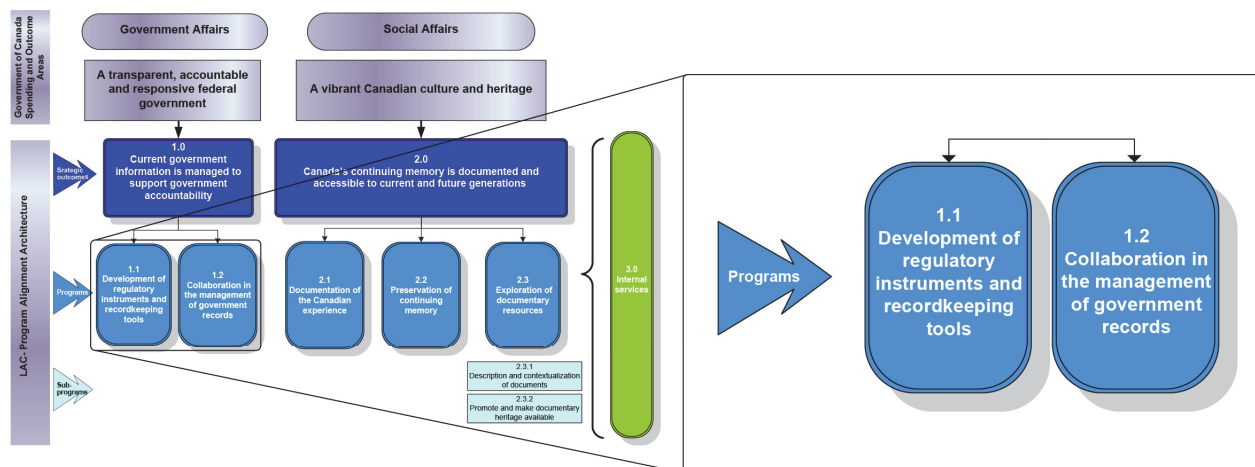 Government of Canada
Spending and Outcome
Areas
Government Affairs
Social Affairs
A transparent, accountable
and responsive federal
government
A vibrant Canadian culture and heritage
LAC- Program Alignment Architecture
Srategic
outcomes
1.0
Current government
information is managed to
support government
accountability
2.0
Canada's continuing memory is documented and
accessible to current and future generations
Programs
1.1
Development of
regulatory
instruments and
recordkeeping
tools
1.2
Collaboration in
the management
of government
records
2.1
Documentation of
the Canadian
experience
2.2
Preservation of
continuing
memory
2.3
Exploration of
documentary
resources
3.0
Internal
services
Sub-
programs
2.3.1
Description and contextualization
of documents
2.3.2
Promote and make documentary
heritage available
Programs
1.1
Development of
regulatory
instruments and
recordkeeping
tools
1.2
Collaboration in
the management
of government
records